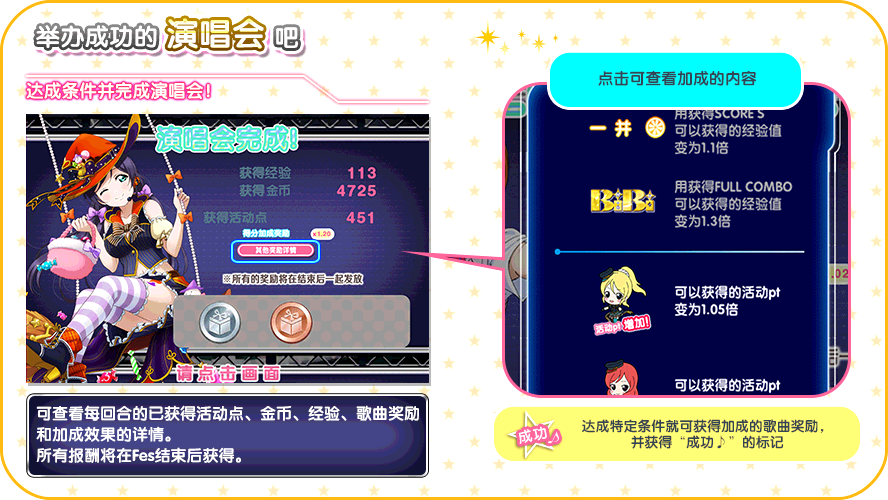 举办成功的 演唱会 吧
达成条件并完成演唱会!
演唱会完成!
获得经验 113
获得金币 4725
获得活动点 451
得分加成奖励 x1.20
其他奖励详情
※所有的奖励将在结束后一起发放
请点击画面
可查看每回合的已获得活动点、金币、经验、歌曲奖励
和加成效果的详情。
所有报酬将在Fes结束后获得。
点击可查看加成的内容
用获得SCORE S
一并 可以获得的经验值
变为1.1倍
BiBi 用获得FULL COMBO
可以获得的经验值
变为1.3倍
可以获得的活动pt
变为1.05倍
活动pt 增加!
可以获得的活动pt
成功♪
达成特定条件就可获得加成的歌曲奖励，
并获得“成功♪”的标记